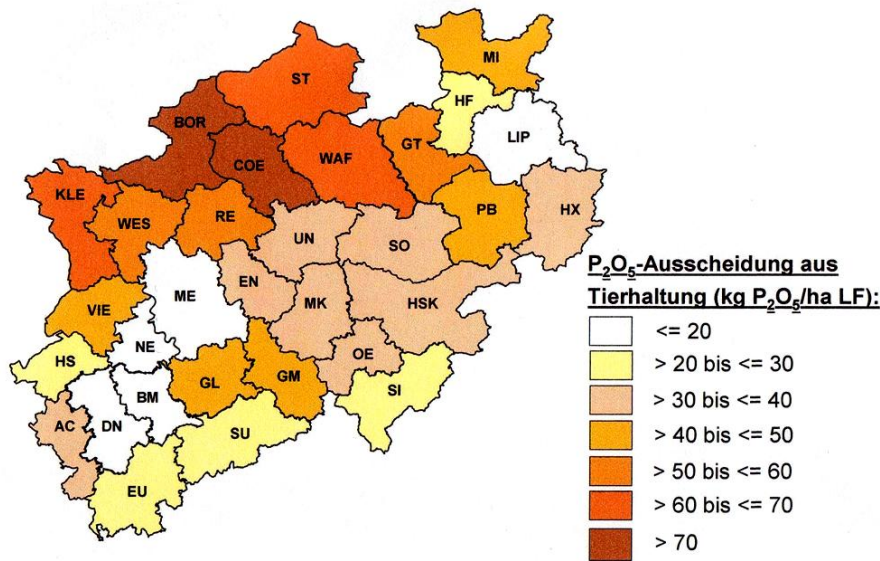 ST
MI
HF
BOR
LIP
COE
WAF
GT
KLE
PB
HX
WES
RE
UN
SO
EN
ME
MK
HSK
VIE
NE
OE
HS
BM
GL
GM
SI
AC
DN
SU
EU
P₂O₅-Ausscheidung aus
Tierhaltung (kg P₂O₅/ha LF):
<= 20
> 20 bis <= 30
> 30 bis <= 40
> 40 bis <= 50
> 50 bis <= 60
> 60 bis <= 70
> 70